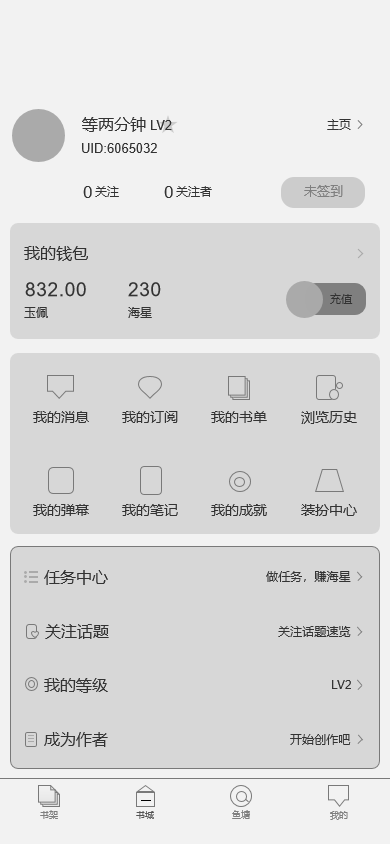 等两分钟 LV2 主页
UID:6065032
0关注 0关注者 未签到
我的钱包
832.00 230
玉佩 海星 充值
我的消息 我的订阅 我的书单 浏览历史
我的弹幕 我的笔记 我的成就 装扮中心
任务中心 做任务，赚海星
关注话题 关注话题速览
我的等级 LV2
成为作者 开始创作吧
书架 书城 鱼塘 我的